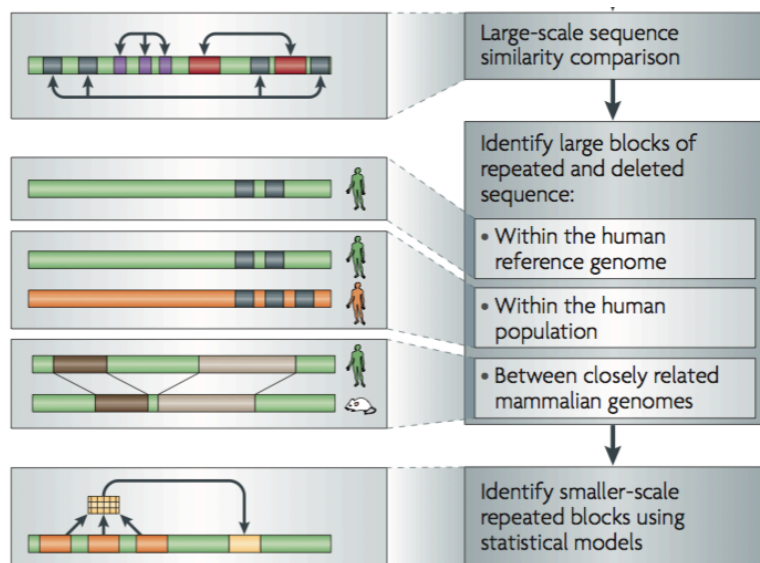 Large-scale sequence
similarity comparison
Identify large blocks of
repeated and deleted
sequence:
• Within the human
reference genome
• Within the human
population
• Between closely related
mammalian genomes
Identify smaller-scale
repeated blocks using
statistical models